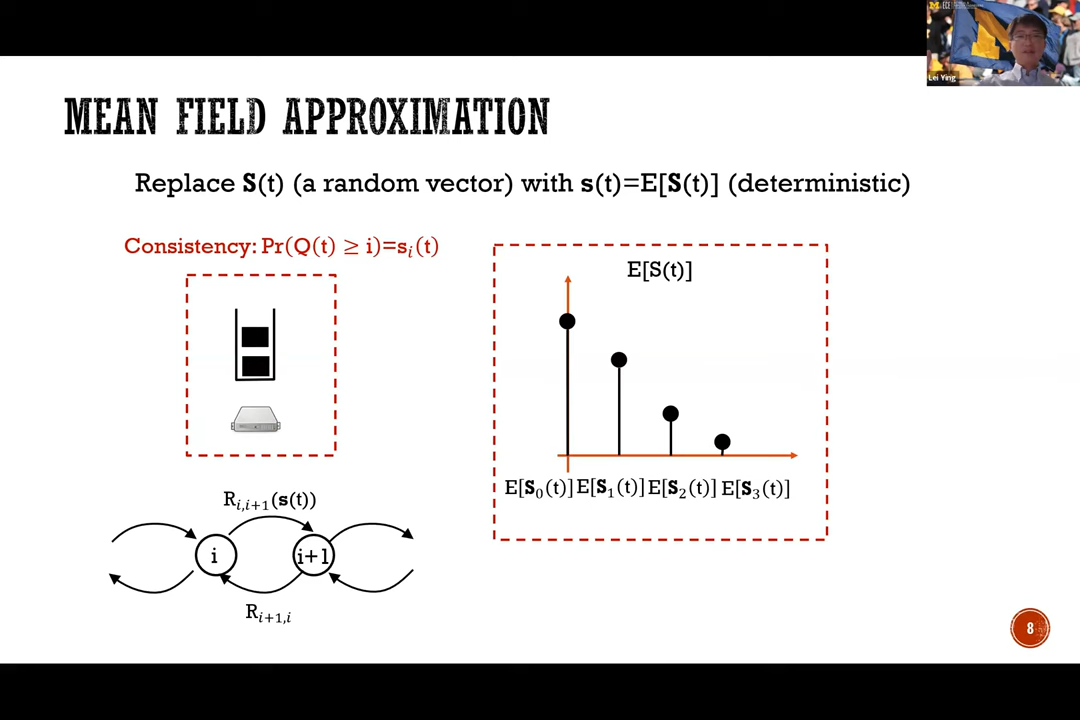 M ECE
Lei Ying
MEAN FIELD APPROXIMATION
Replace S(t) (a random vector) with s(t)=E[S(t)] (deterministic)
Consistency: Pr(Q(t) ≥ i)=sᵢ(t)
E[S(t)]
E[S₀(t)] E[S₁(t)] E[S₂(t)] E[S₃(t)]
Rᵢ,ᵢ₊₁(s(t))
i
i+1
Rᵢ₊₁,ᵢ
8